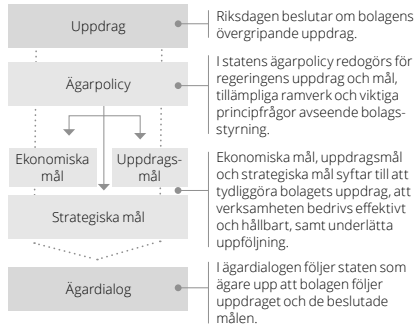 Uppdrag
Riksdagen beslutar om bolagens
övergripande uppdrag.
Ägarpolicy
I statens ägarpolicy redogörs för
regeringens uppdrag och mål,
tillämpliga ramverk och viktiga
principfrågor avseende bolags-
styrning.
Ekonomiska
mål
Uppdrags-
mål
Strategiska mål
Ekonomiska mål, uppdragsmål
och strategiska mål syftar till att
tydliggöra bolagets uppdrag, att
verksamheten bedrivs effektivt
och hållbart, samt underlätta
uppföljning.
Ägardialog
I ägardialogen följer staten som
ägare upp att bolagen följer
uppdraget och de beslutade
målen.